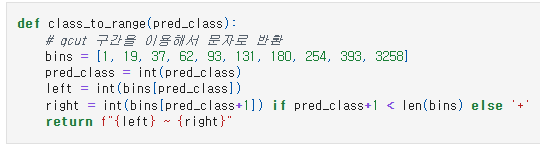 def class_to_range(pred_class):
    # qcut 구간을 이용해서 문자로 반환
    bins = [1, 19, 37, 62, 93, 131, 180, 254, 393, 3258]
    pred_class = int(pred_class)
    left = int(bins[pred_class])
    right = int(bins[pred_class+1]) if pred_class+1 < len(bins) else '+'
    return f"{left} ~ {right}"